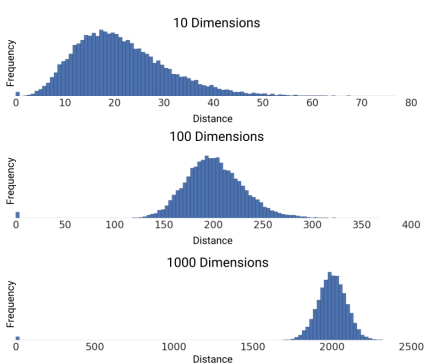 10 Dimensions
Frequency
0 10 20 30 40 50 60 70 80
Distance
100 Dimensions
Frequency
0 50 100 150 200 250 300 350 400
Distance
1000 Dimensions
Frequency
0 500 1000 1500 2000 2500
Distance